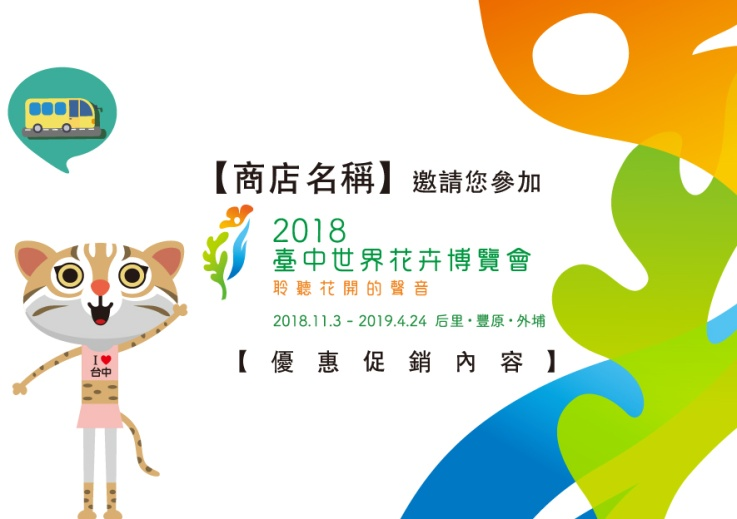 【商店名稱】邀請您參加
2018
臺中世界花卉博覽會
聆聽花開的聲音
2018.11.3 - 2019.4.24 后里・豐原・外埔
【優惠促銷內容】
I ❤
台中